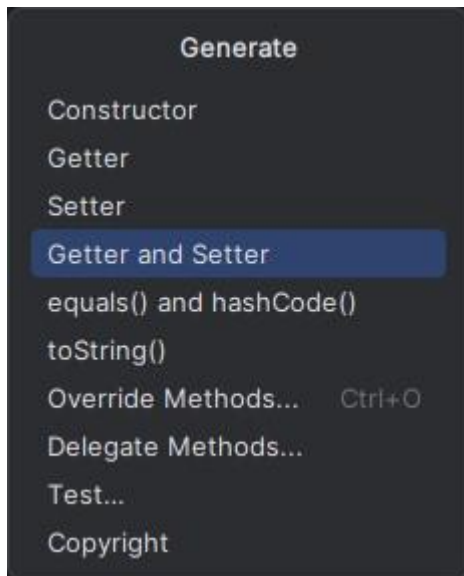 Generate
Constructor
Getter
Setter
Getter and Setter
equals() and hashCode()
toString()
Override Methods... Ctrl+O
Delegate Methods...
Test...
Copyright